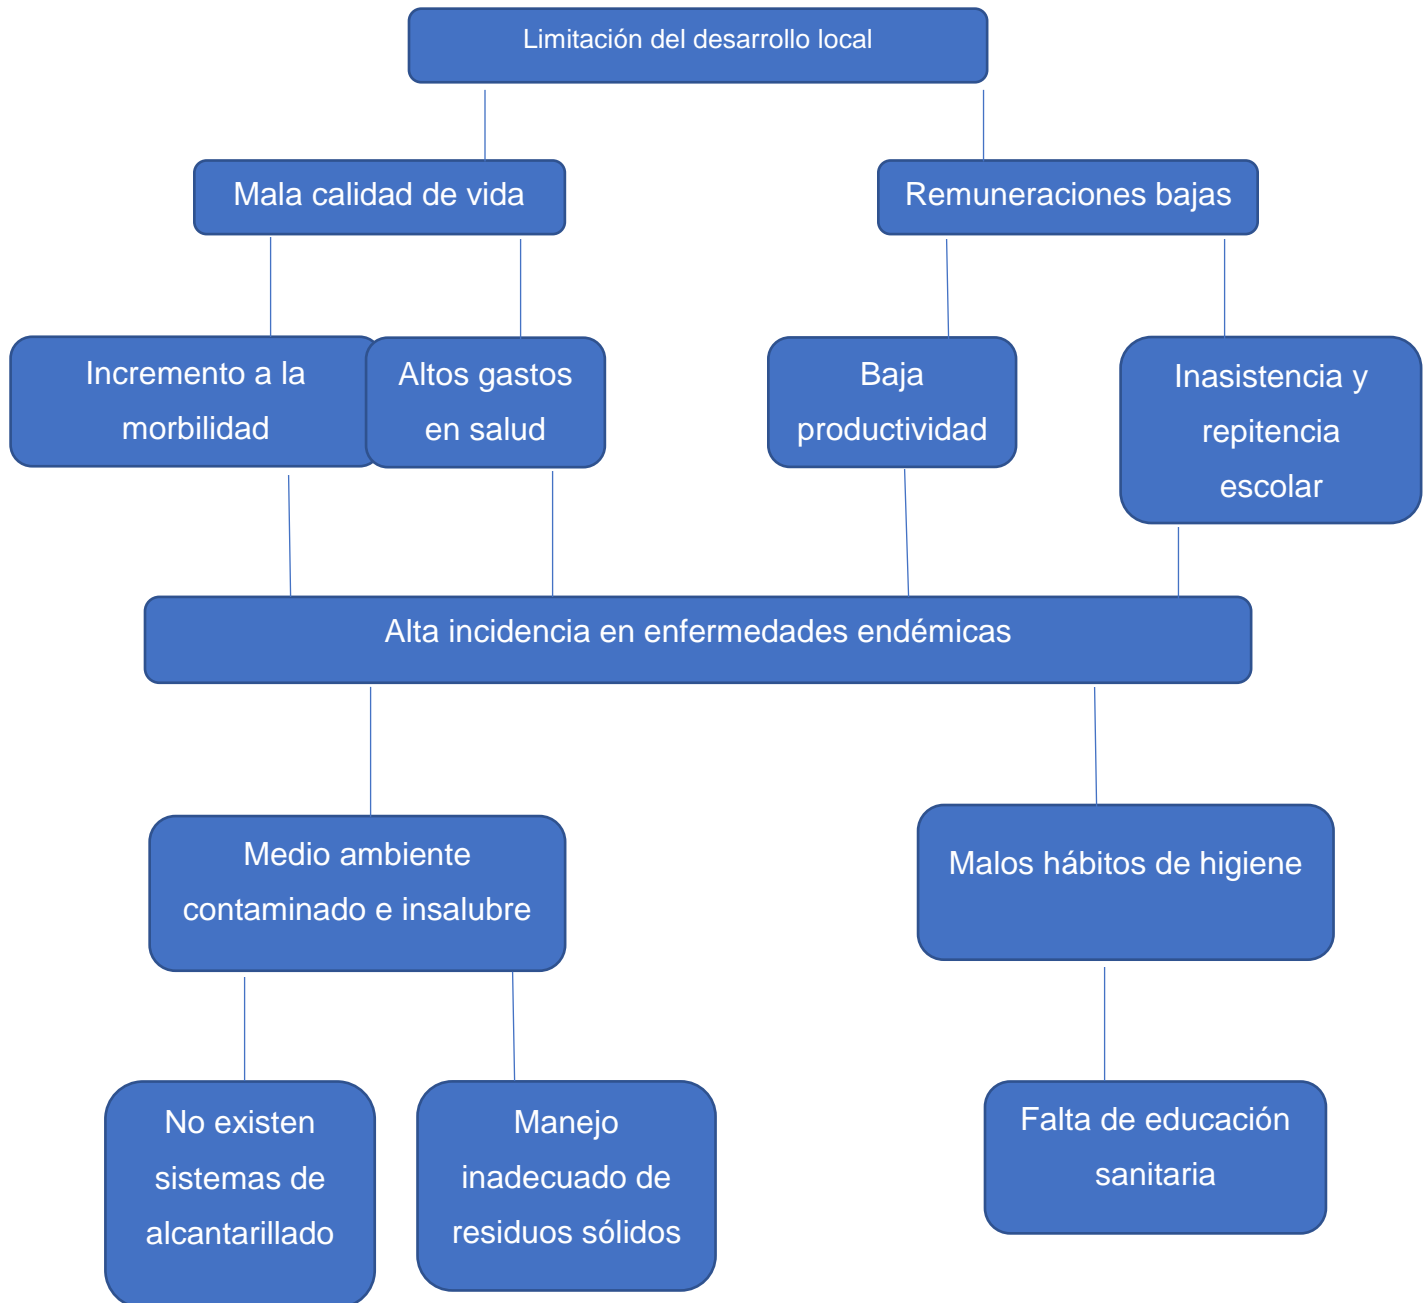 Limitación del desarrollo local
Mala calidad de vida
Remuneraciones bajas
Incremento a la
morbilidad
Altos gastos
en salud
Baja
productividad
Inasistencia y
repitencia
escolar
Alta incidencia en enfermedades endémicas
Medio ambiente
contaminado e insalubre
Malos hábitos de higiene
No existen
sistemas de
alcantarillado
Manejo
inadecuado de
residuos sólidos
Falta de educación
sanitaria